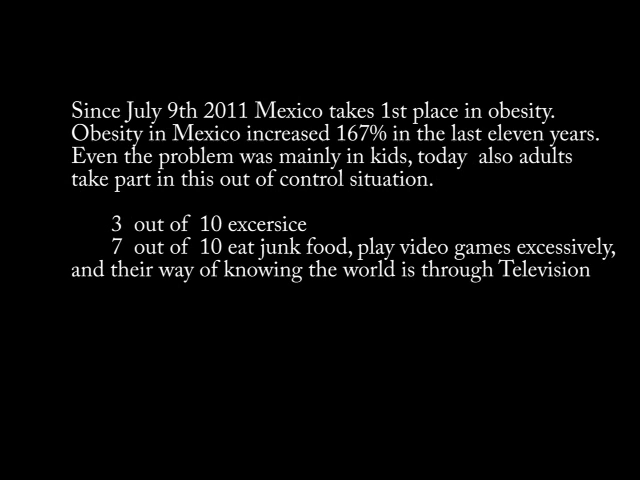 Since July 9th 2011 Mexico takes 1st place in obesity.
Obesity in Mexico increased 167% in the last eleven years.
Even the problem was mainly in kids, today also adults
take part in this out of control situation.
3 out of 10 excersice
7 out of 10 eat junk food, play video games excessively,
and their way of knowing the world is through Television